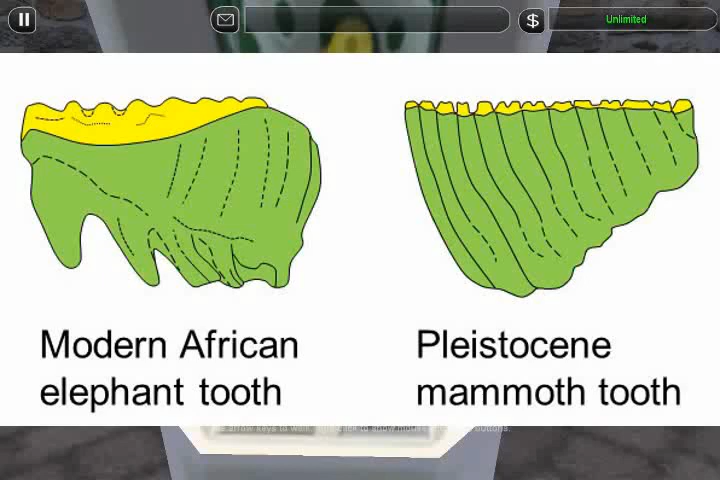 Unlimited
Modern African
elephant tooth
Pleistocene
mammoth tooth